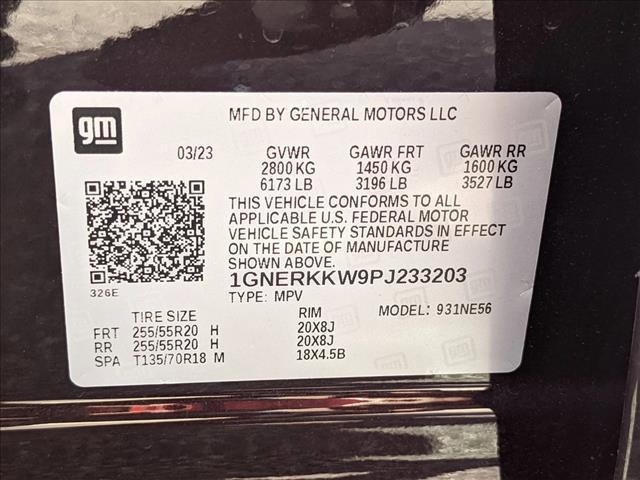 gm
MFD BY GENERAL MOTORS LLC
03/23 GVWR GAWR FRT GAWR RR
2800 KG 1450 KG 1600 KG
6173 LB 3196 LB 3527 LB
THIS VEHICLE CONFORMS TO ALL
APPLICABLE U.S. FEDERAL MOTOR
VEHICLE SAFETY STANDARDS IN EFFECT
ON THE DATE OF MANUFACTURE
SHOWN ABOVE.
1GNERKKW9PJ233203
326E
TYPE: MPV MODEL: 931NE56
TIRE SIZE RIM
FRT 255/55R20 H 20X8J
RR 255/55R20 H 20X8J
SPA T135/70R18 M 18X4.5B